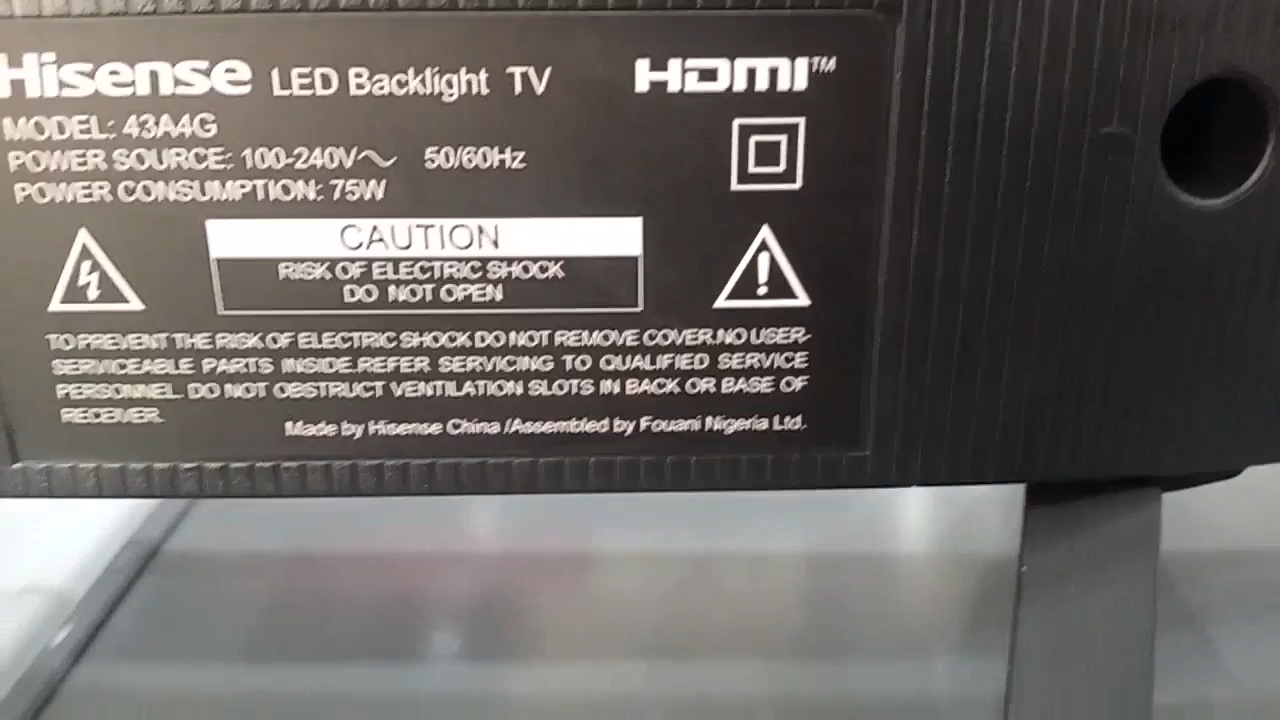 Hisense LED Backlight TV HDMI™
MODEL: 43A4G
POWER SOURCE: 100-240V~ 50/60Hz
POWER CONSUMPTION: 75W
CAUTION
RISK OF ELECTRIC SHOCK
DO NOT OPEN
TO PREVENT THE RISK OF ELECTRIC SHOCK DO NOT REMOVE COVER.NO USER-
SERVICEABLE PARTS INSIDE.REFER SERVICING TO QUALIFIED SERVICE
PERSONNEL. DO NOT OBSTRUCT VENTILATION SLOTS IN BACK OR BASE OF
RECEIVER.
Made by Hisense China /Assembled by Fouani Nigeria Ltd.